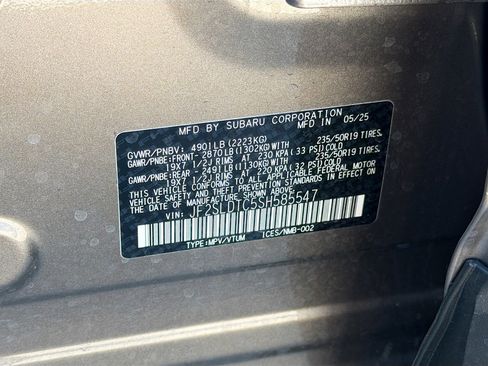 MFD. BY SUBARU CORPORATION
MADE IN 05/25
GVWR/PNBV: 4901LB(2223KG)
GAWR/PNBE:FRONT- 2870LB(1302KG)WITH 235/50R19 TIRES,
19X7 1/2J RIMS AT 230 KPA(33 PSI)COLD
GAWR/PNBE:REAR - 2491LB(1130KG)WITH 235/50R19 TIRES,
19X7 1/2J RIMS AT 220 KPA(32 PSI)COLD
THIS VEHICLE CONFORMS TO ALL APPLICABLE FEDERAL MOTOR
VEHICLE SAFETY AND BUMPER STANDARDS IN EFFECT ON THE
DATE OF MANUFACTURE SHOWN ABOVE.
VIN: JF2SLDTC5SH585547
TYPE:MPV/VTUM ICES/NMB-002